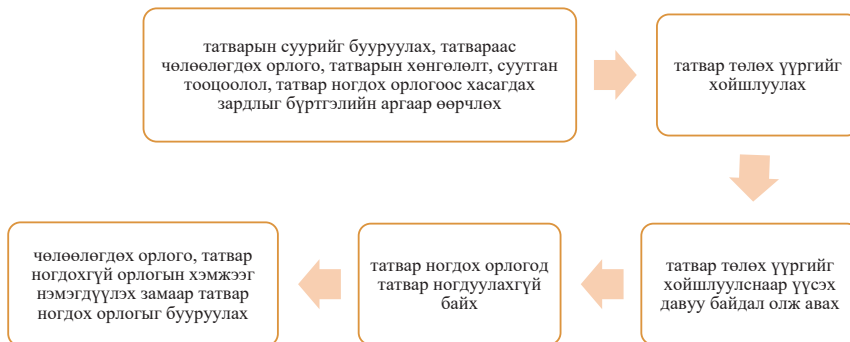 татварын суурийг бууруулах, татвараас
чөлөөлөгдөх орлого, татварын хөнгөлөлт, суутган
тооцоолол, татвар ногдох орлогоос хасагдах
зардлыг бүртгэлийн аргаар өөрчлөх
татвар төлөх үүргийг
хойшлуулах
татвар төлөх үүргийг
хойшлуулснаар үүсэх
давуу байдал олж авах
татвар ногдох орлогод
татвар ногдуулахгүй
байх
чөлөөлөгдөх орлого, татвар
ногдохгүй орлогын хэмжээг
нэмэгдүүлэх замаар татвар
ногдох орлогыг бууруулах